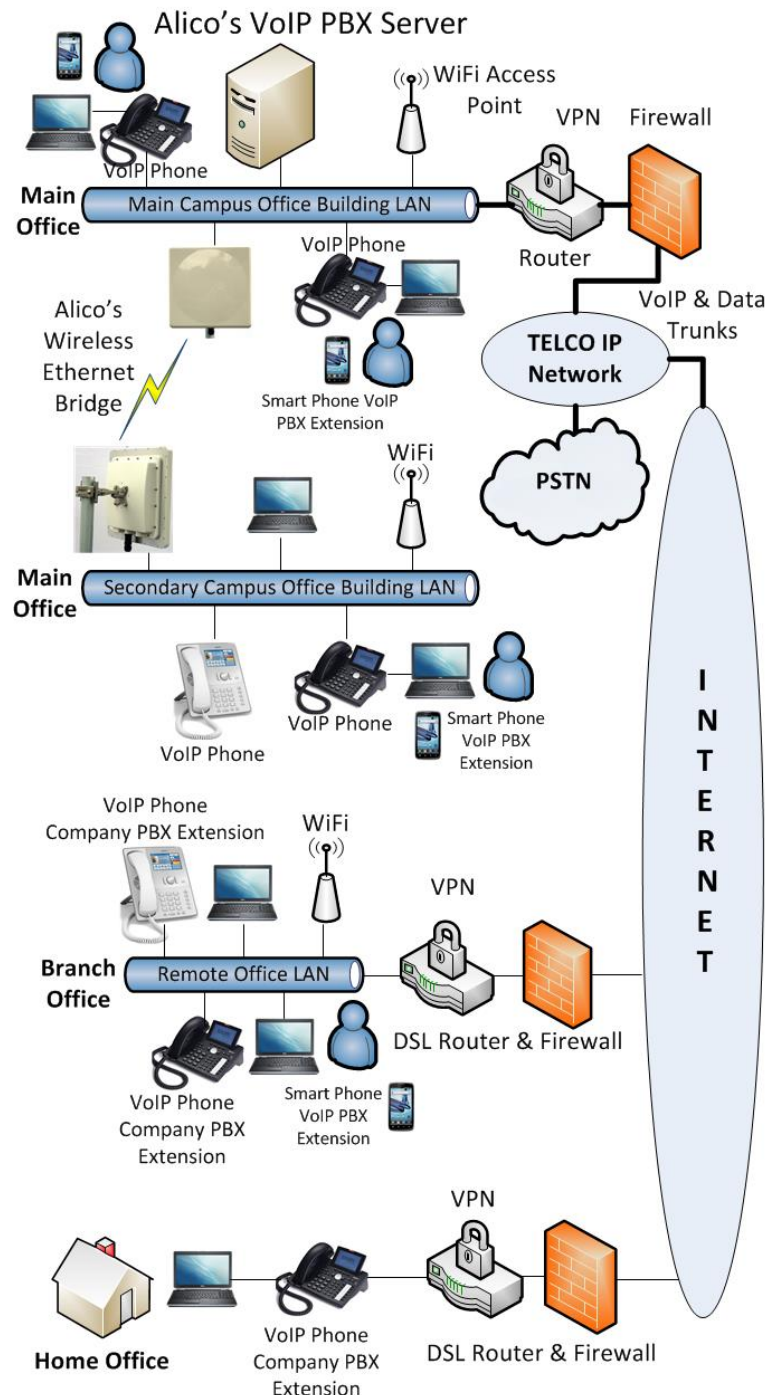 Alico's VoIP PBX Server
WiFi Access
Point
VPN
Firewall
VoIP Phone
Main
Office
Main Campus Office Building LAN
Router
VoIP Phone
Alico's
Wireless
Ethernet
Bridge
Smart Phone VoIP
PBX Extension
VoIP & Data
Trunks
TELCO IP
Network
PSTN
WiFi
Main
Office
Secondary Campus Office Building LAN
VoIP Phone
VoIP Phone
Smart Phone
VoIP PBX
Extension
INTERNET
VoIP Phone
Company PBX Extension
WiFi
VPN
Branch
Office
Remote Office LAN
DSL Router & Firewall
VoIP Phone
Company PBX
Extension
Smart Phone
VoIP PBX
Extension
VPN
Home Office
VoIP Phone
Company PBX
Extension
DSL Router & Firewall